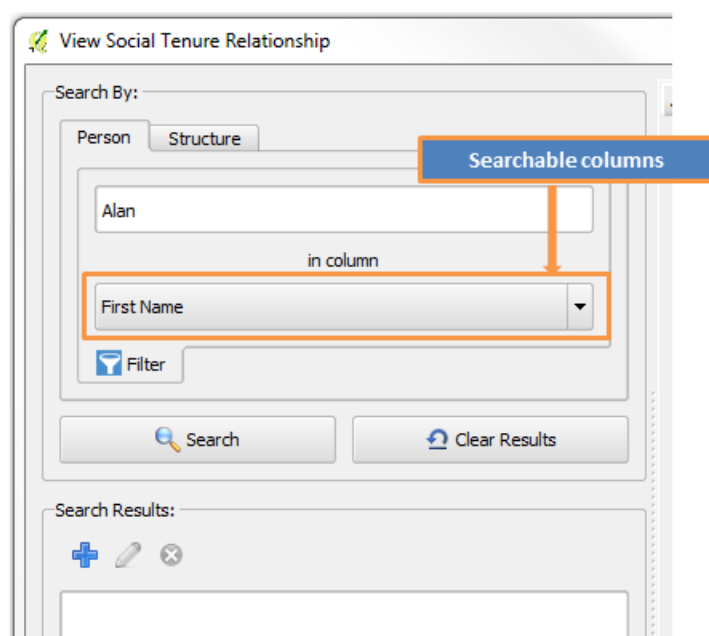 View Social Tenure Relationship
Search By:
Person Structure
Searchable columns
Alan
in column
First Name
Filter
Search Clear Results
Search Results: